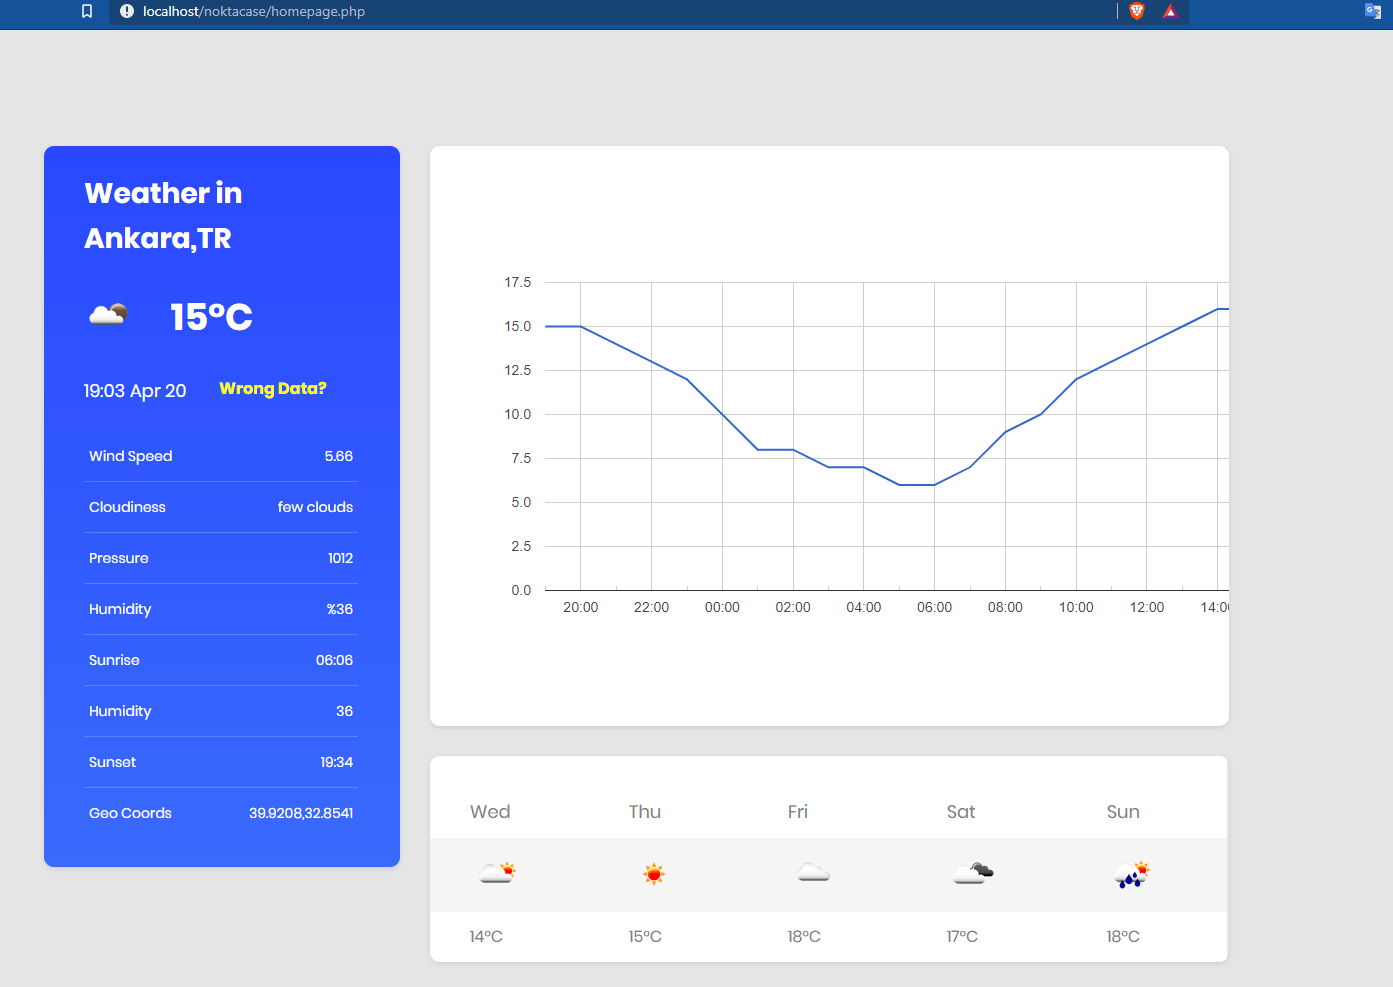 localhost/noktacase/homepage.php
Weather in
Ankara,TR
15°C
19:03 Apr 20 Wrong Data?
Wind Speed 5.66
Cloudiness few clouds
Pressure 1012
Humidity %36
Sunrise 06:06
Humidity 36
Sunset 19:34
Geo Coords 39.9208,32.8541
17.5
15.0
12.5
10.0
7.5
5.0
2.5
0.0
20:00 22:00 00:00 02:00 04:00 06:00 08:00 10:00 12:00 14:0
Wed Thu Fri Sat Sun
14°C 15°C 18°C 17°C 18°C